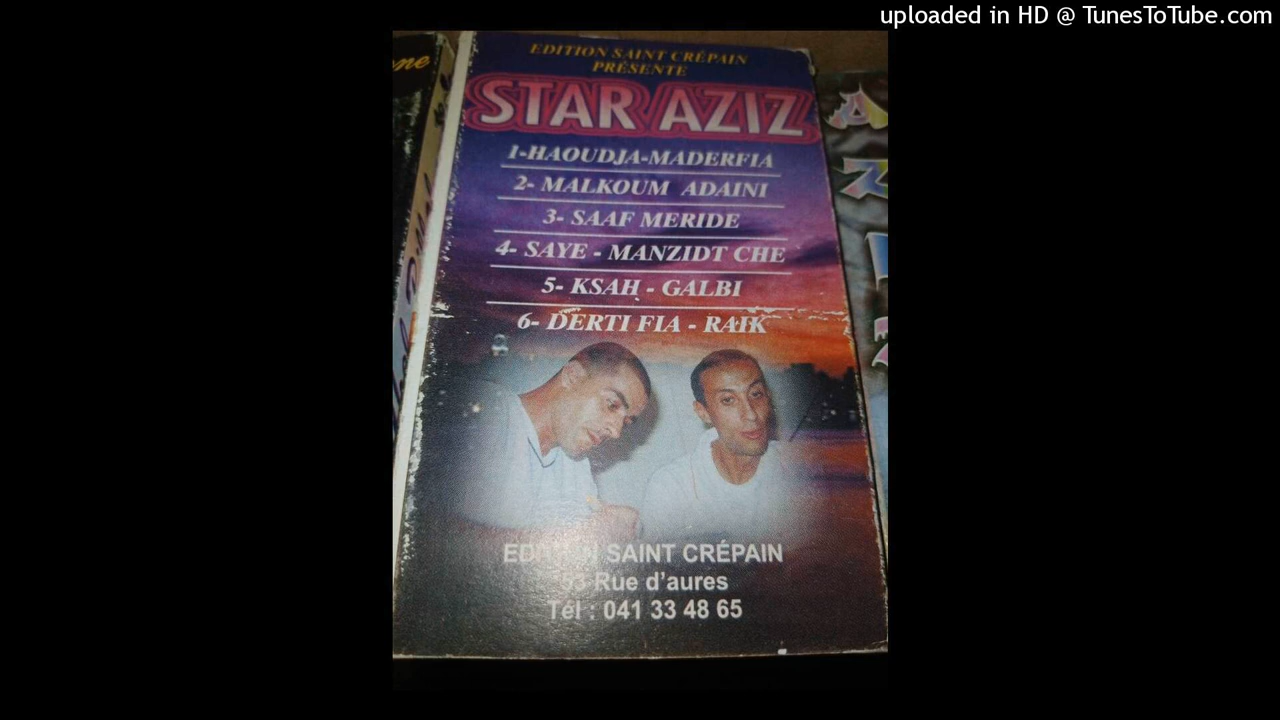 uploaded in HD @ TunesToTube.com
EDITION SAINT CRÉPAIN
PRÉSENTE
STAR AZIZ
1-HAOUDJA-MADERFIA
2- MALKOUM ADAINI
3- SAAF MERIDE
4- SAYE - MANZIDT CHE
5- KSAH - GALBI
6- DERTI FIA - RAIK
EDITION SAINT CRÉPAIN
53 Rue d'aures
Tél : 041 33 48 65